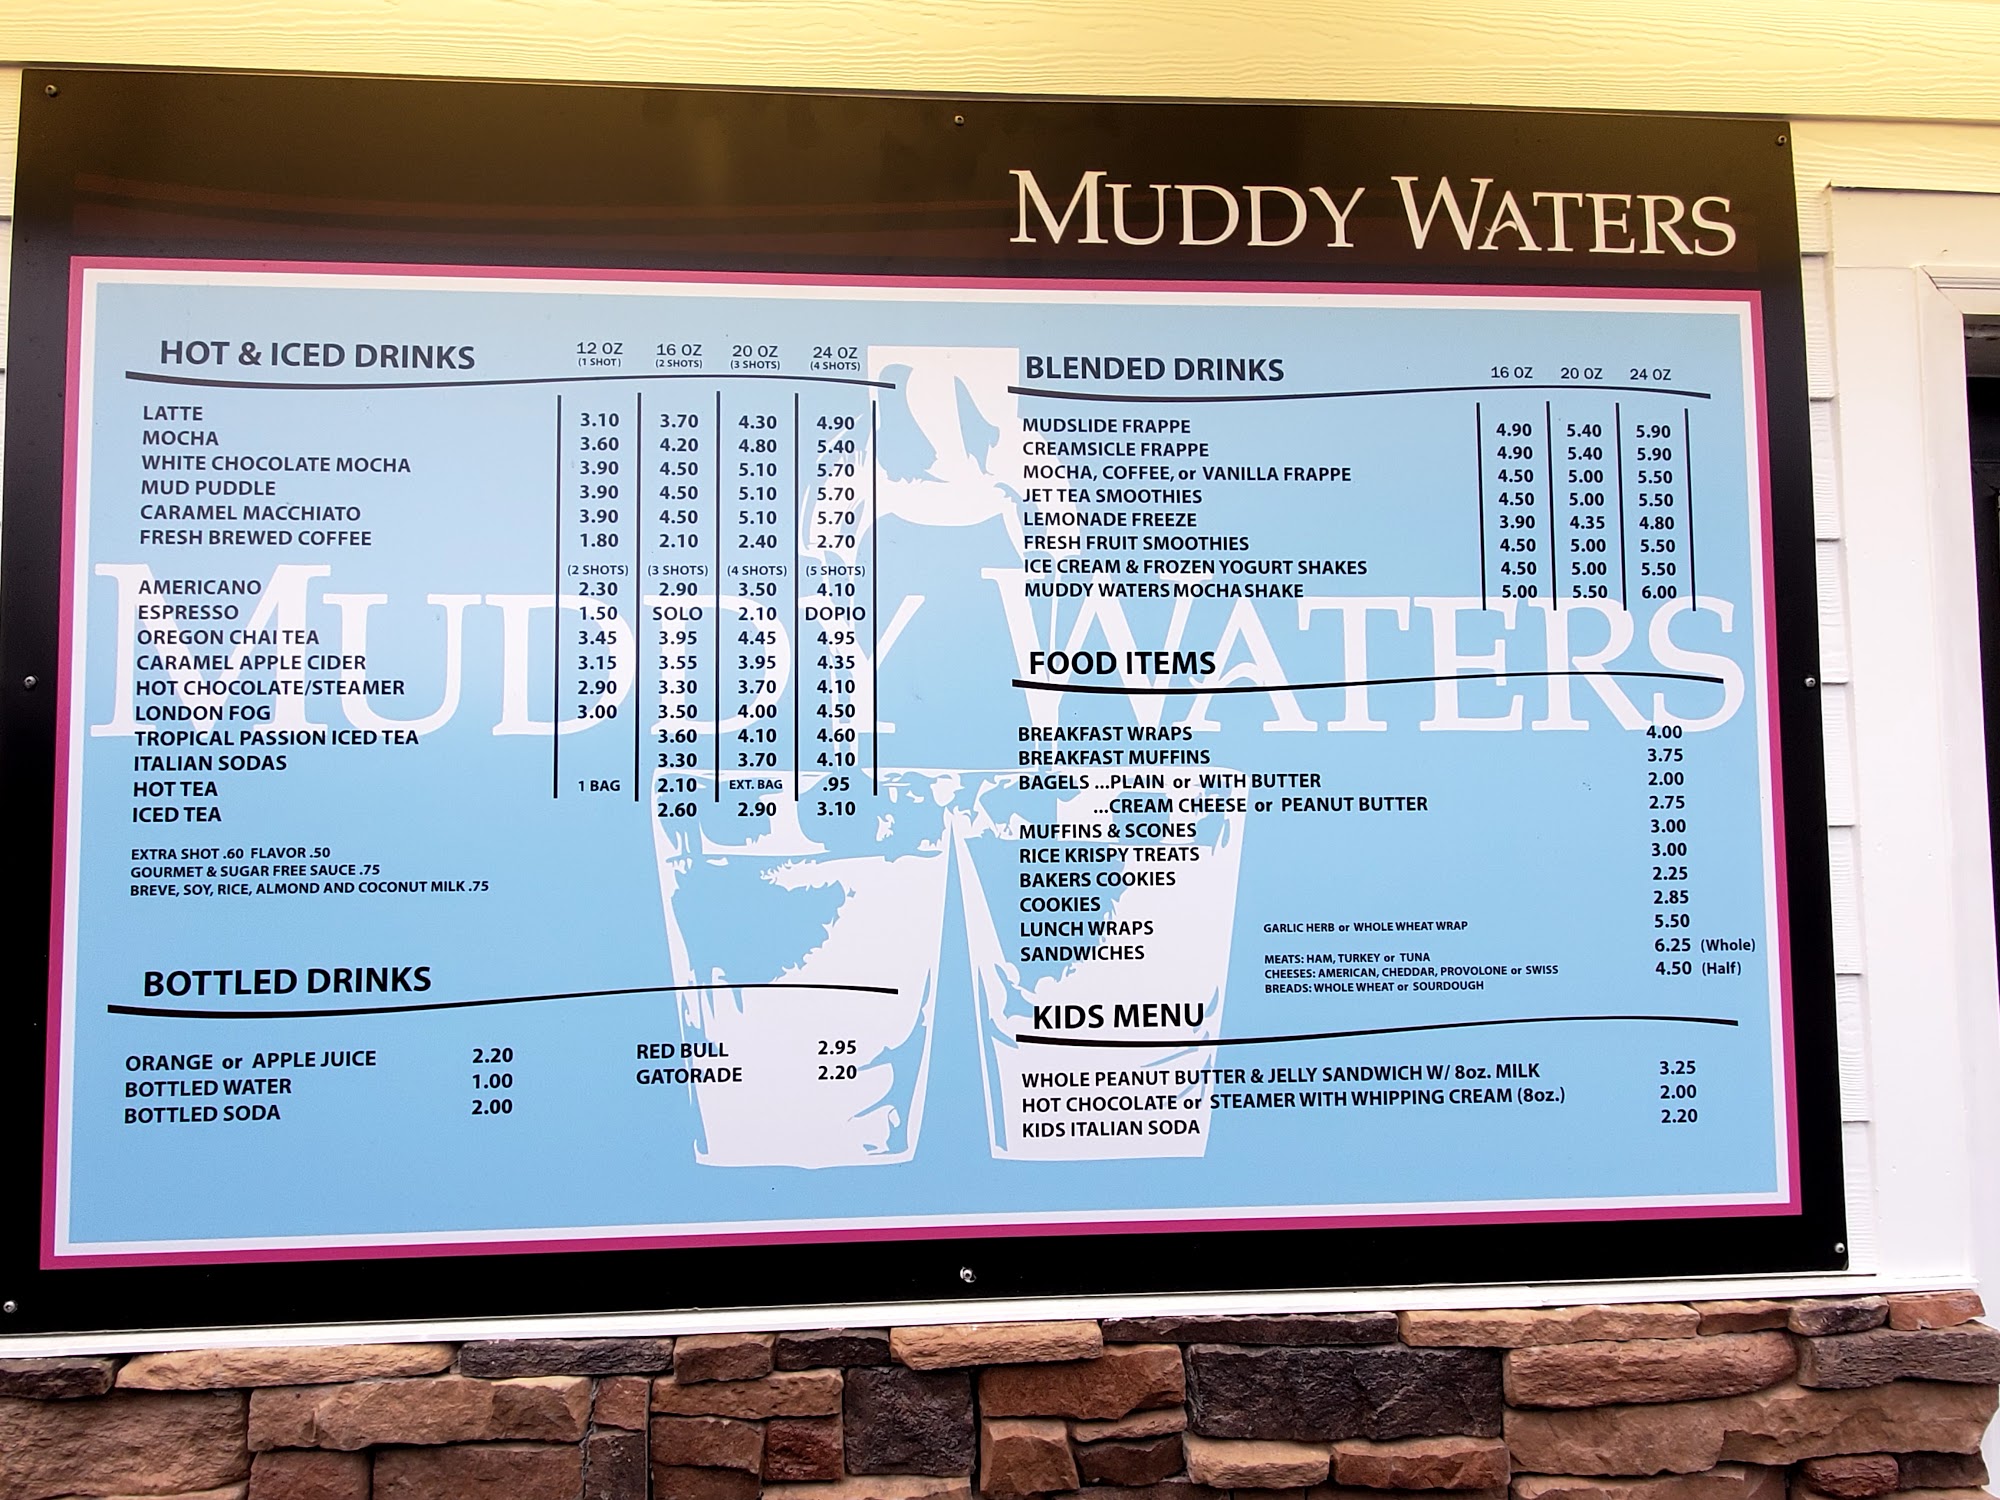 MUDDY WATERS
HOT & ICED DRINKS 12 OZ 16 OZ 20 OZ 24 OZ
(1 SHOT) (2 SHOTS) (3 SHOTS) (4 SHOTS)
LATTE 3.10 3.70 4.30 4.90
MOCHA 3.60 4.20 4.80 5.40
WHITE CHOCOLATE MOCHA 3.90 4.50 5.10 5.70
MUD PUDDLE 3.90 4.50 5.10 5.70
CARAMEL MACCHIATO 3.90 4.50 5.10 5.70
FRESH BREWED COFFEE 1.80 2.10 2.40 2.70
(2 SHOTS) (3 SHOTS) (4 SHOTS) (5 SHOTS)
AMERICANO 2.30 2.90 3.50 4.10
ESPRESSO 1.50 SOLO 2.10 DOPIO
OREGON CHAI TEA 3.45 3.95 4.45 4.95
CARAMEL APPLE CIDER 3.15 3.55 3.95 4.35
HOT CHOCOLATE/STEAMER 2.90 3.30 3.70 4.10
LONDON FOG 3.00 3.50 4.00 4.50
TROPICAL PASSION ICED TEA 3.60 4.10 4.60
ITALIAN SODAS 3.30 3.70 4.10
HOT TEA 1 BAG 2.10 EXT. BAG .95
ICED TEA 2.60 2.90 3.10
EXTRA SHOT .60 FLAVOR .50
GOURMET & SUGAR FREE SAUCE .75
BREVE, SOY, RICE, ALMOND AND COCONUT MILK .75
BOTTLED DRINKS
ORANGE or APPLE JUICE 2.20
BOTTLED WATER 1.00
BOTTLED SODA 2.00
RED BULL 2.95
GATORADE 2.20
BLENDED DRINKS 16 OZ 20 OZ 24 OZ
MUDSLIDE FRAPPE 4.90 5.40 5.90
CREAMSICLE FRAPPE 4.90 5.40 5.90
MOCHA, COFFEE, or VANILLA FRAPPE 4.50 5.00 5.50
JET TEA SMOOTHIES 4.50 5.00 5.50
LEMONADE FREEZE 3.90 4.35 4.80
FRESH FRUIT SMOOTHIES 4.50 5.00 5.50
ICE CREAM & FROZEN YOGURT SHAKES 4.50 5.00 5.50
MUDDY WATERS MOCHA SHAKE 5.00 5.50 6.00
MUDDY WATERS
FOOD ITEMS
BREAKFAST WRAPS 4.00
BREAKFAST MUFFINS 3.75
BAGELS ...PLAIN or WITH BUTTER 2.00
...CREAM CHEESE or PEANUT BUTTER 2.75
MUFFINS & SCONES 3.00
RICE KRISPY TREATS 3.00
BAKERS COOKIES 2.25
COOKIES 2.85
LUNCH WRAPS GARLIC HERB or WHOLE WHEAT WRAP 5.50
SANDWICHES 6.25 (Whole)
MEATS: HAM, TURKEY or TUNA
CHEESES: AMERICAN, CHEDDAR, PROVOLONE or SWISS 4.50 (Half)
BREADS: WHOLE WHEAT or SOURDOUGH
KIDS MENU
WHOLE PEANUT BUTTER & JELLY SANDWICH W/ 8oz. MILK 3.25
HOT CHOCOLATE or STEAMER WITH WHIPPING CREAM (8oz.) 2.00
KIDS ITALIAN SODA 2.20